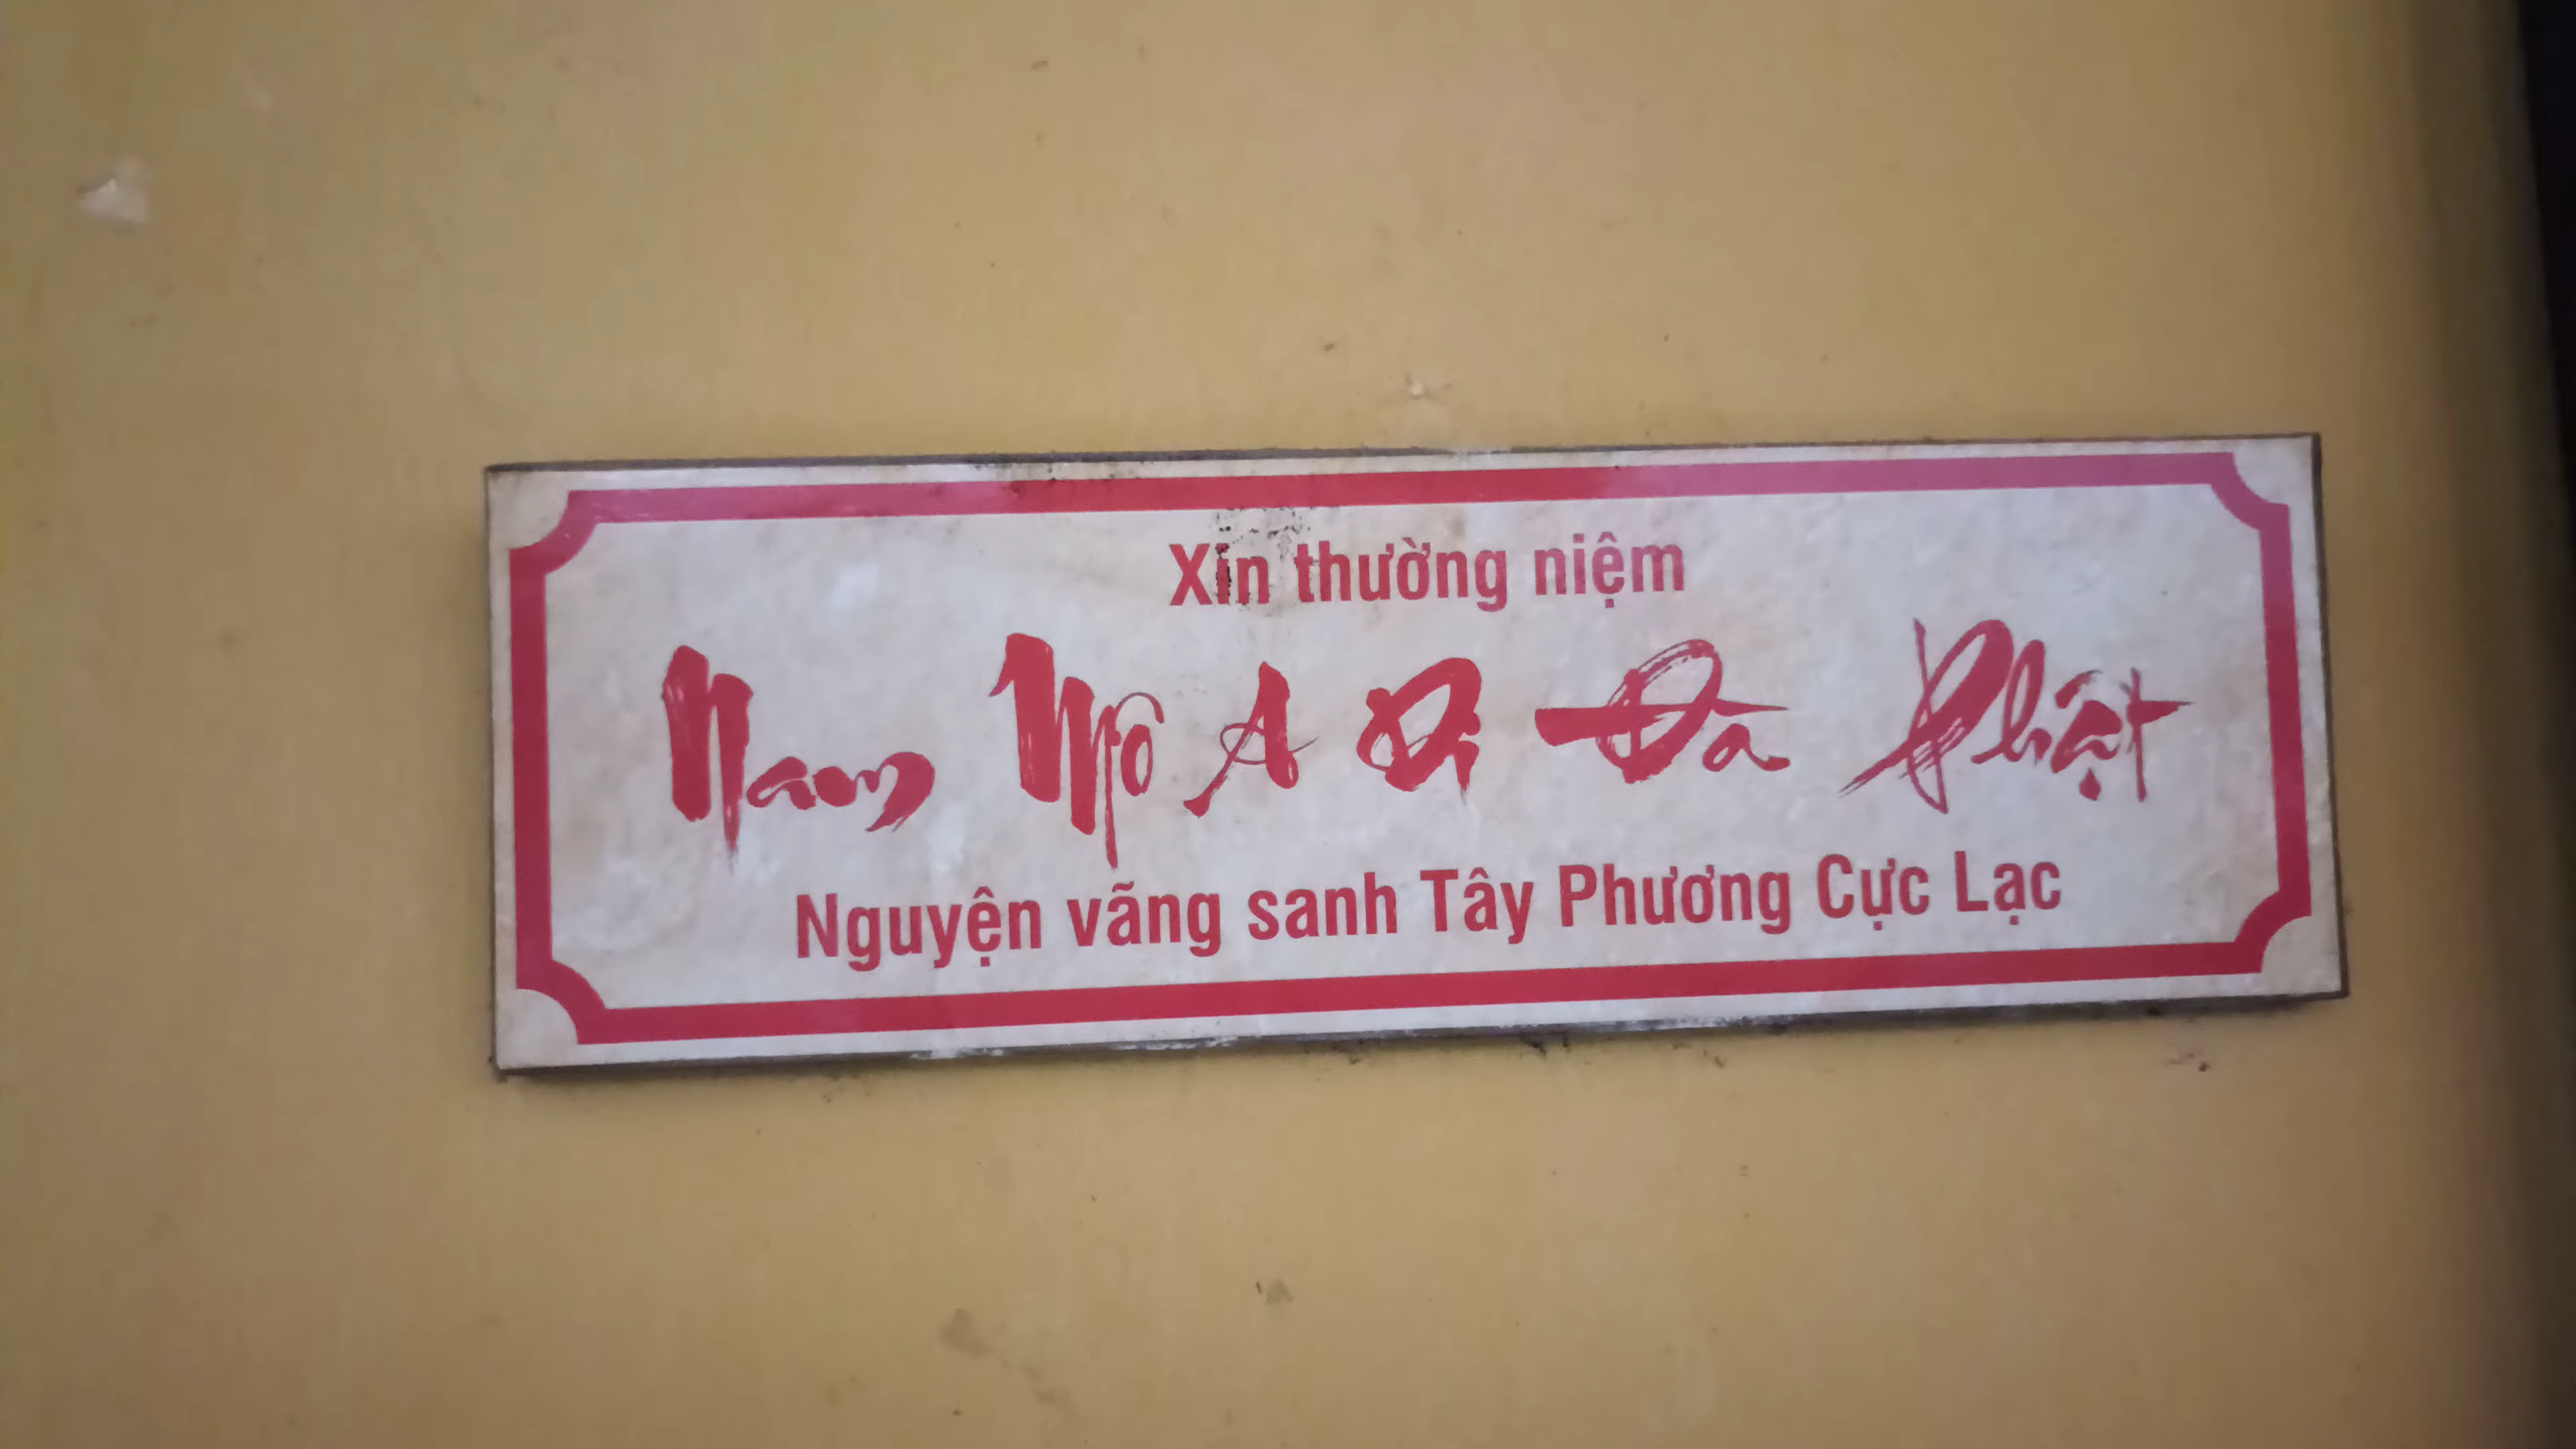 Xin thường niệm
Nam Mô A Di Đà Phật
Nguyện vãng sanh Tây Phương Cực Lạc